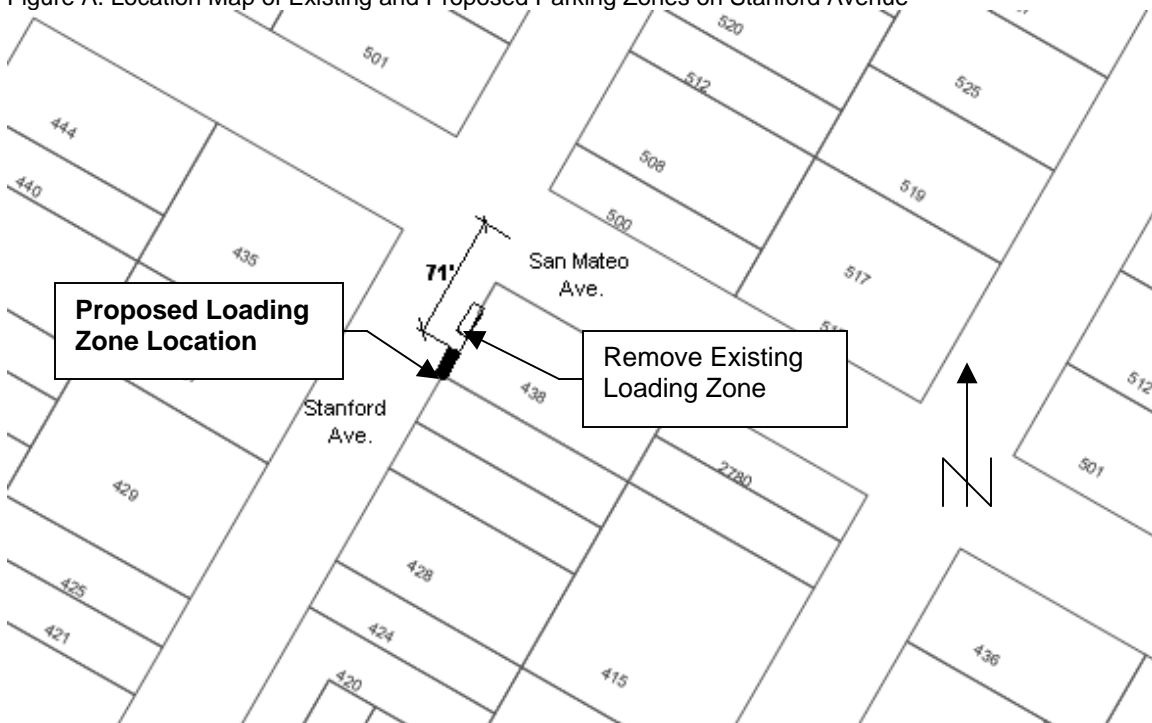 Figure A: Location Map of Existing and Proposed Parking Zones on Stanford Avenue
501
520
512
525
444
440
508
519
500
435
71'
San Mateo
Ave.
517
Proposed Loading
Zone Location
Remove Existing
Loading Zone
512
438
Stanford
Ave.
N
501
2780
429
428
425
421
424
436
420
415